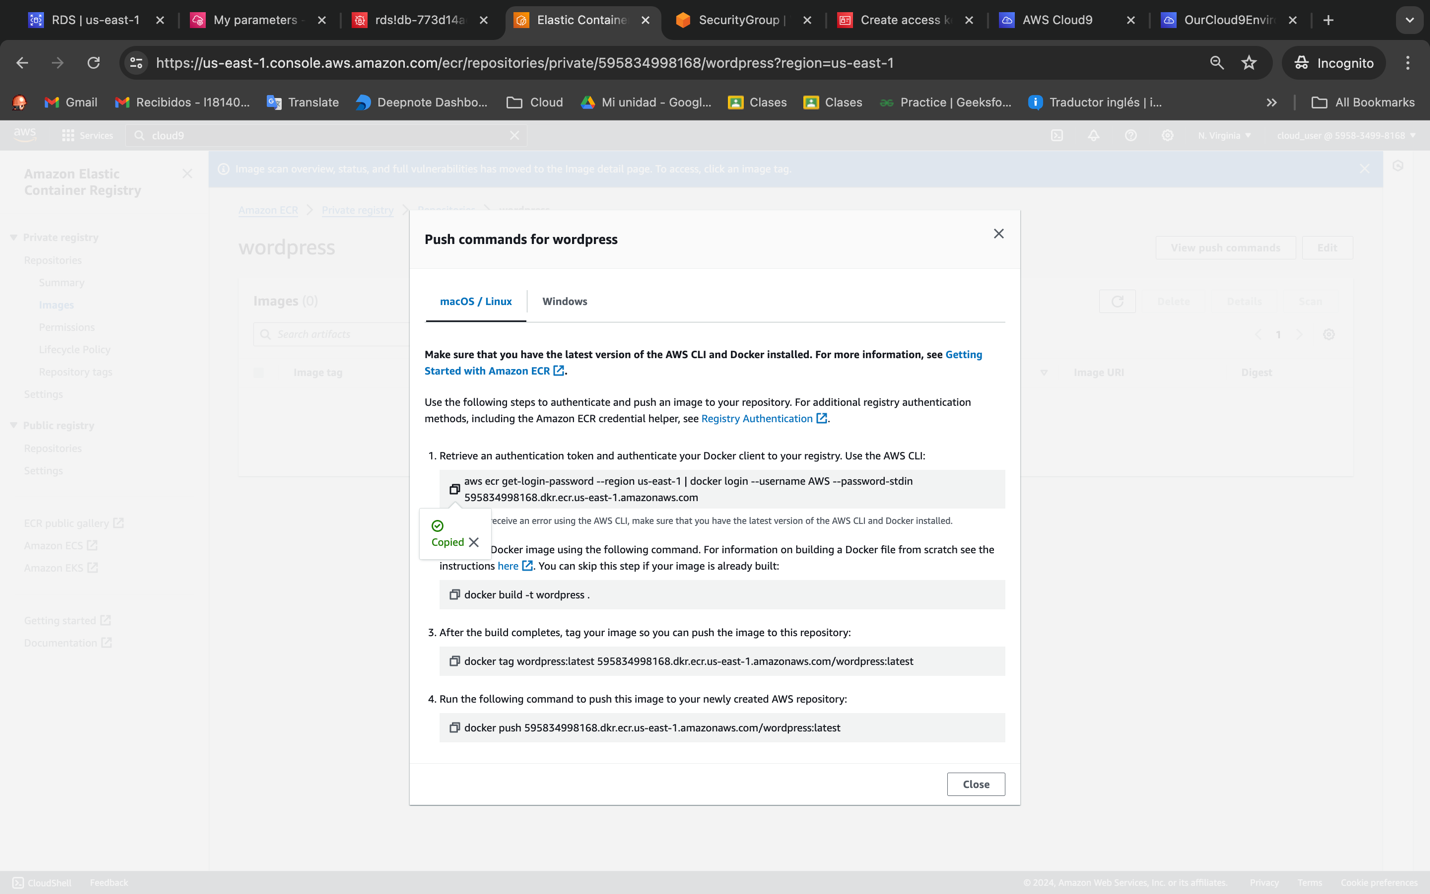 RDS | us-east-1
My parameters
rds!db-773d14a
Elastic Containe
SecurityGroup |
Create access k
AWS Cloud9
OurCloud9Envir
https://us-east-1.console.aws.amazon.com/ecr/repositories/private/595834998168/wordpress?region=us-east-1
Incognito
Gmail
Recibidos - l18140...
Translate
Deepnote Dashbo...
Cloud
Mi unidad - Googl...
Clases
Clases
Practice | Geeksfo...
Traductor inglés | i...
All Bookmarks
aws
Services
cloud9
N. Virginia
cloud_user @ 5958-3499-8168
Amazon Elastic
Container Registry
Private registry
Repositories
Summary
Images
Permissions
Lifecycle Policy
Repository tags
Settings
Public registry
Repositories
Settings
ECR public gallery
Amazon ECS
Amazon EKS
Getting started
Documentation
Image scan overview, status, and full vulnerabilities has moved to the Image detail page. To access, click an image tag.
Amazon ECR
Private registry
Repositories
wordpress
wordpress
View push commands
Edit
Images (0)
Delete
Details
Scan
Search artifacts
1
Image tag
Image URI
Digest
Push commands for wordpress
macOS / Linux
Windows
Make sure that you have the latest version of the AWS CLI and Docker installed. For more information, see Getting
Started with Amazon ECR.
Use the following steps to authenticate and push an image to your repository. For additional registry authentication
methods, including the Amazon ECR credential helper, see Registry Authentication.
1. Retrieve an authentication token and authenticate your Docker client to your registry. Use the AWS CLI:
aws ecr get-login-password --region us-east-1 | docker login --username AWS --password-stdin
595834998168.dkr.ecr.us-east-1.amazonaws.com
Copied
receive an error using the AWS CLI, make sure that you have the latest version of the AWS CLI and Docker installed.
Docker image using the following command. For information on building a Docker file from scratch see the
instructions here. You can skip this step if your image is already built:
docker build -t wordpress .
3. After the build completes, tag your image so you can push the image to this repository:
docker tag wordpress:latest 595834998168.dkr.ecr.us-east-1.amazonaws.com/wordpress:latest
4. Run the following command to push this image to your newly created AWS repository:
docker push 595834998168.dkr.ecr.us-east-1.amazonaws.com/wordpress:latest
Close
CloudShell
Feedback
© 2024, Amazon Web Services, Inc. or its affiliates.
Privacy
Terms
Cookie preferences